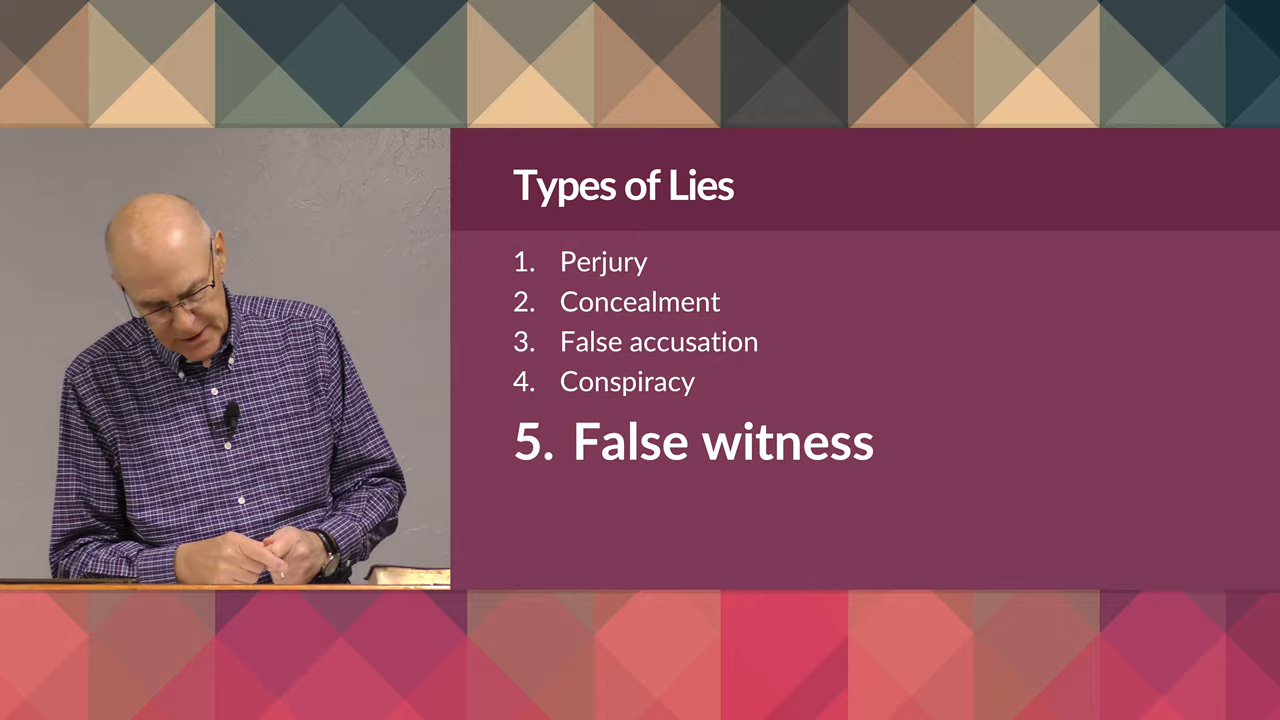 Types of Lies
1. Perjury
2. Concealment
3. False accusation
4. Conspiracy
5. False witness